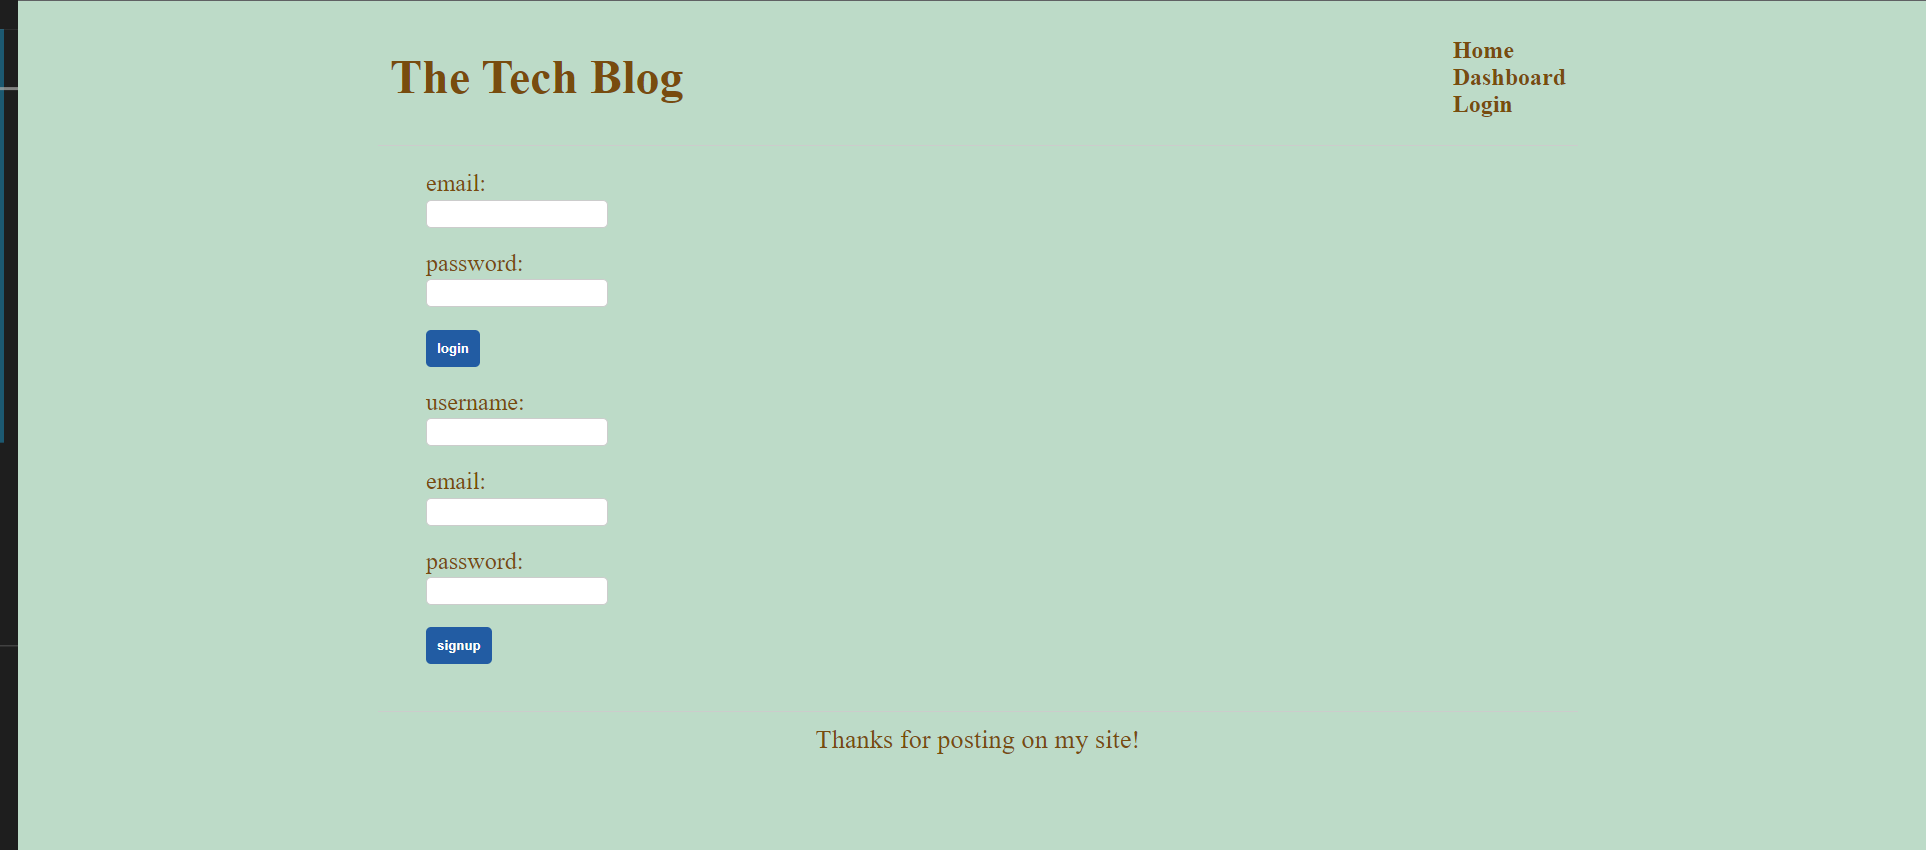 The Tech Blog
Home
Dashboard
Login
email:
password:
login
username:
email:
password:
signup
Thanks for posting on my site!